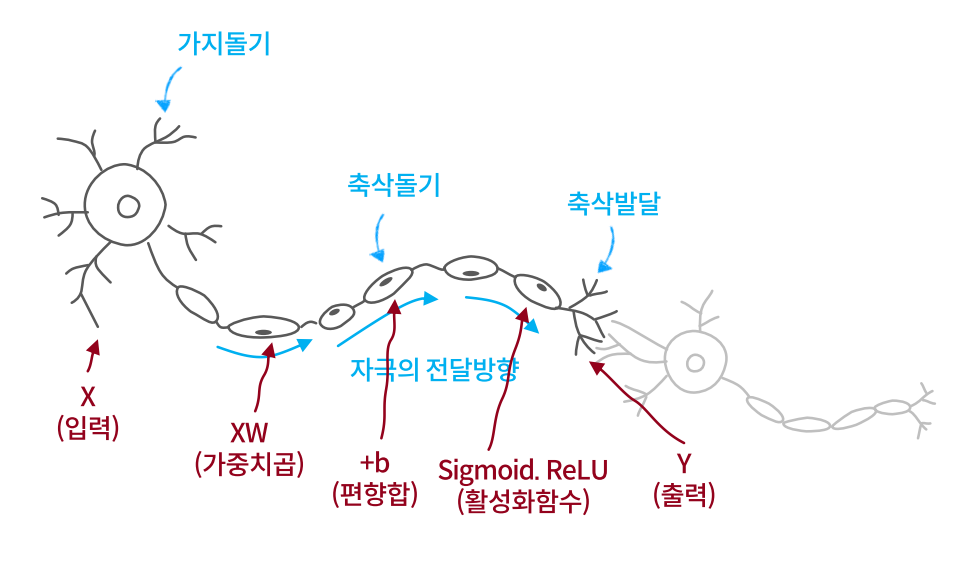 가지돌기
축삭돌기
축삭발달
자극의 전달방향
X
(입력)
XW
(가중치곱)
+b
(편향합)
Sigmoid. ReLU
(활성화함수)
Y
(출력)